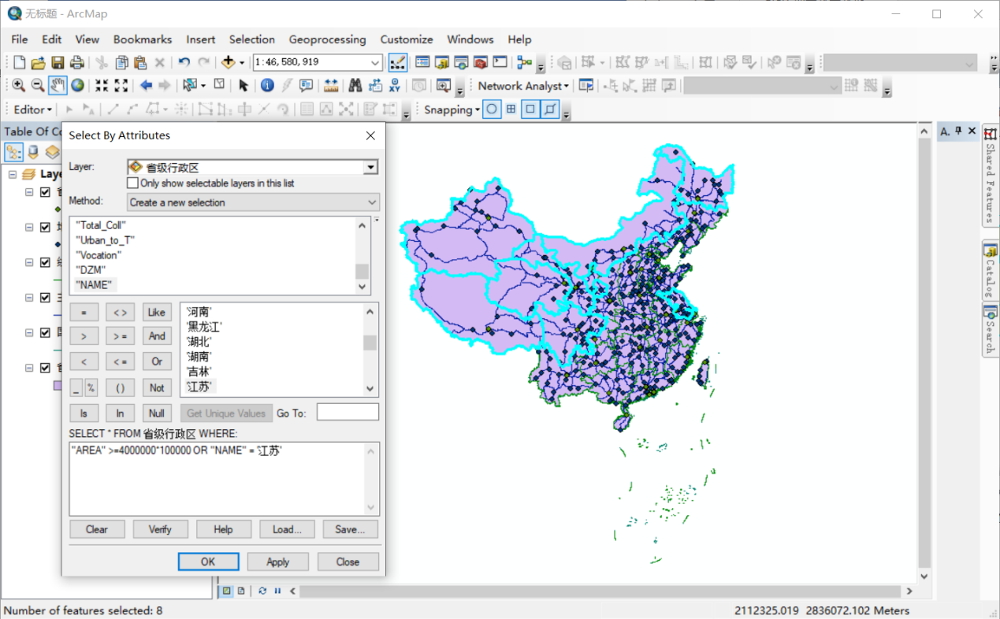 无标题 - ArcMap
File Edit View Bookmarks Insert Selection Geoprocessing Customize Windows Help
1:46,580,919
Network Analyst
Editor
Snapping
Table Of Co
A.
Select By Attributes
Layer: 省级行政区
Only show selectable layers in this list
Method: Create a new selection
"Total_Coll"
"Urban_to_T"
"Vocation"
"DZM"
"NAME"
= < > Like
> > = And
< < = Or
_ % ( ) Not
Is In Null
'河南'
'黑龙江'
'湖北'
'湖南'
'吉林'
'江苏'
Get Unique Values Go To:
SELECT * FROM 省级行政区 WHERE:
"AREA" >=4000000*100000 OR "NAME" = '江苏'
Clear Verify Help Load... Save...
OK Apply Close
Laye
Shared Features
Catalog
Search
Number of features selected: 8
2112325.019 2836072.102 Meters